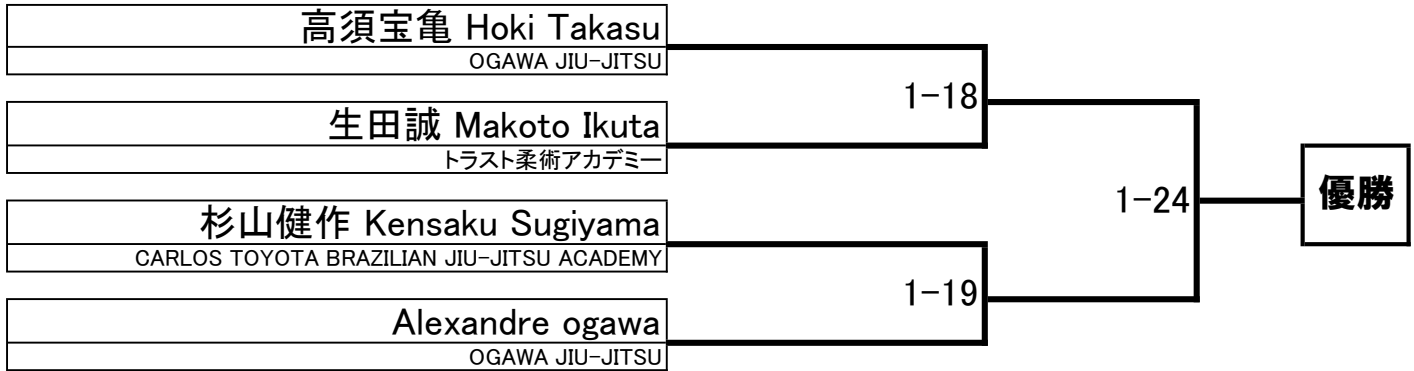 高須宝亀 Hoki Takasu
OGAWA JIU-JITSU
1-18
生田誠 Makoto Ikuta
トラスト柔術アカデミー
1-24
優勝
杉山健作 Kensaku Sugiyama
CARLOS TOYOTA BRAZILIAN JIU-JITSU ACADEMY
1-19
Alexandre ogawa
OGAWA JIU-JITSU